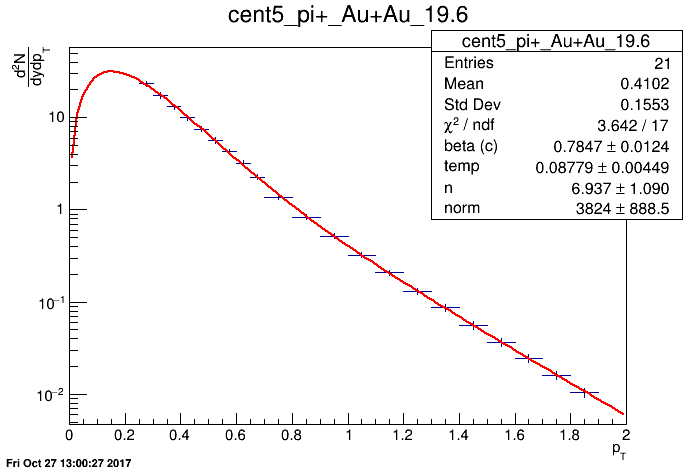 cent5_pi+_Au+Au_19.6
cent5_pi+_Au+Au_19.6
Entries 21
Mean 0.4102
Std Dev 0.1553
χ² / ndf 3.642 / 17
beta (c) 0.7847 ± 0.0124
temp 0.08779 ± 0.00449
n 6.937 ± 1.090
norm 3824 ± 888.5
d²N
dydp_T
10
1
10⁻¹
10⁻²
0 0.2 0.4 0.6 0.8 1 1.2 1.4 1.6 1.8 2
p_T
Fri Oct 27 13:00:27 2017